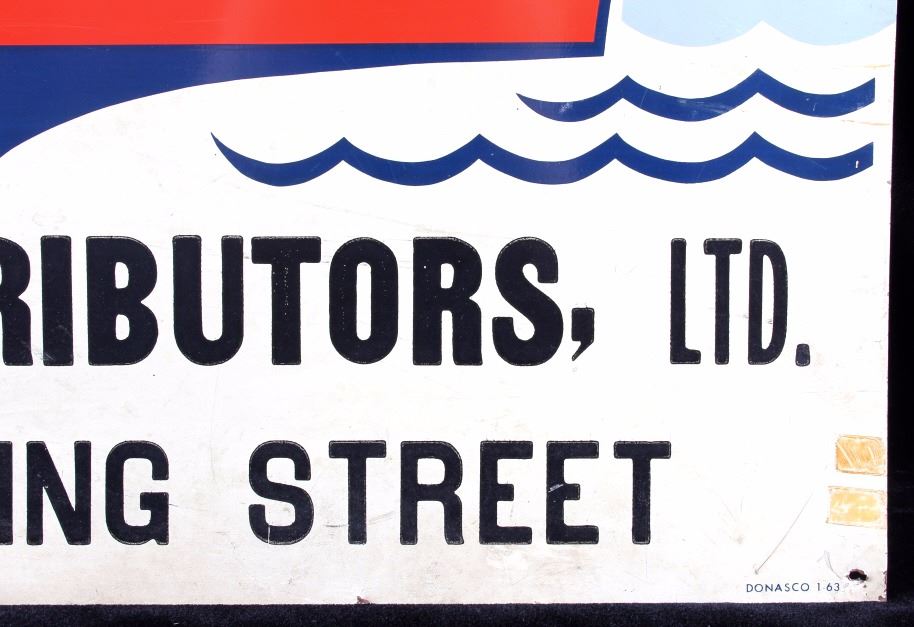 RIBUTORS, LTD.
ING STREET
DONASCO 1 63